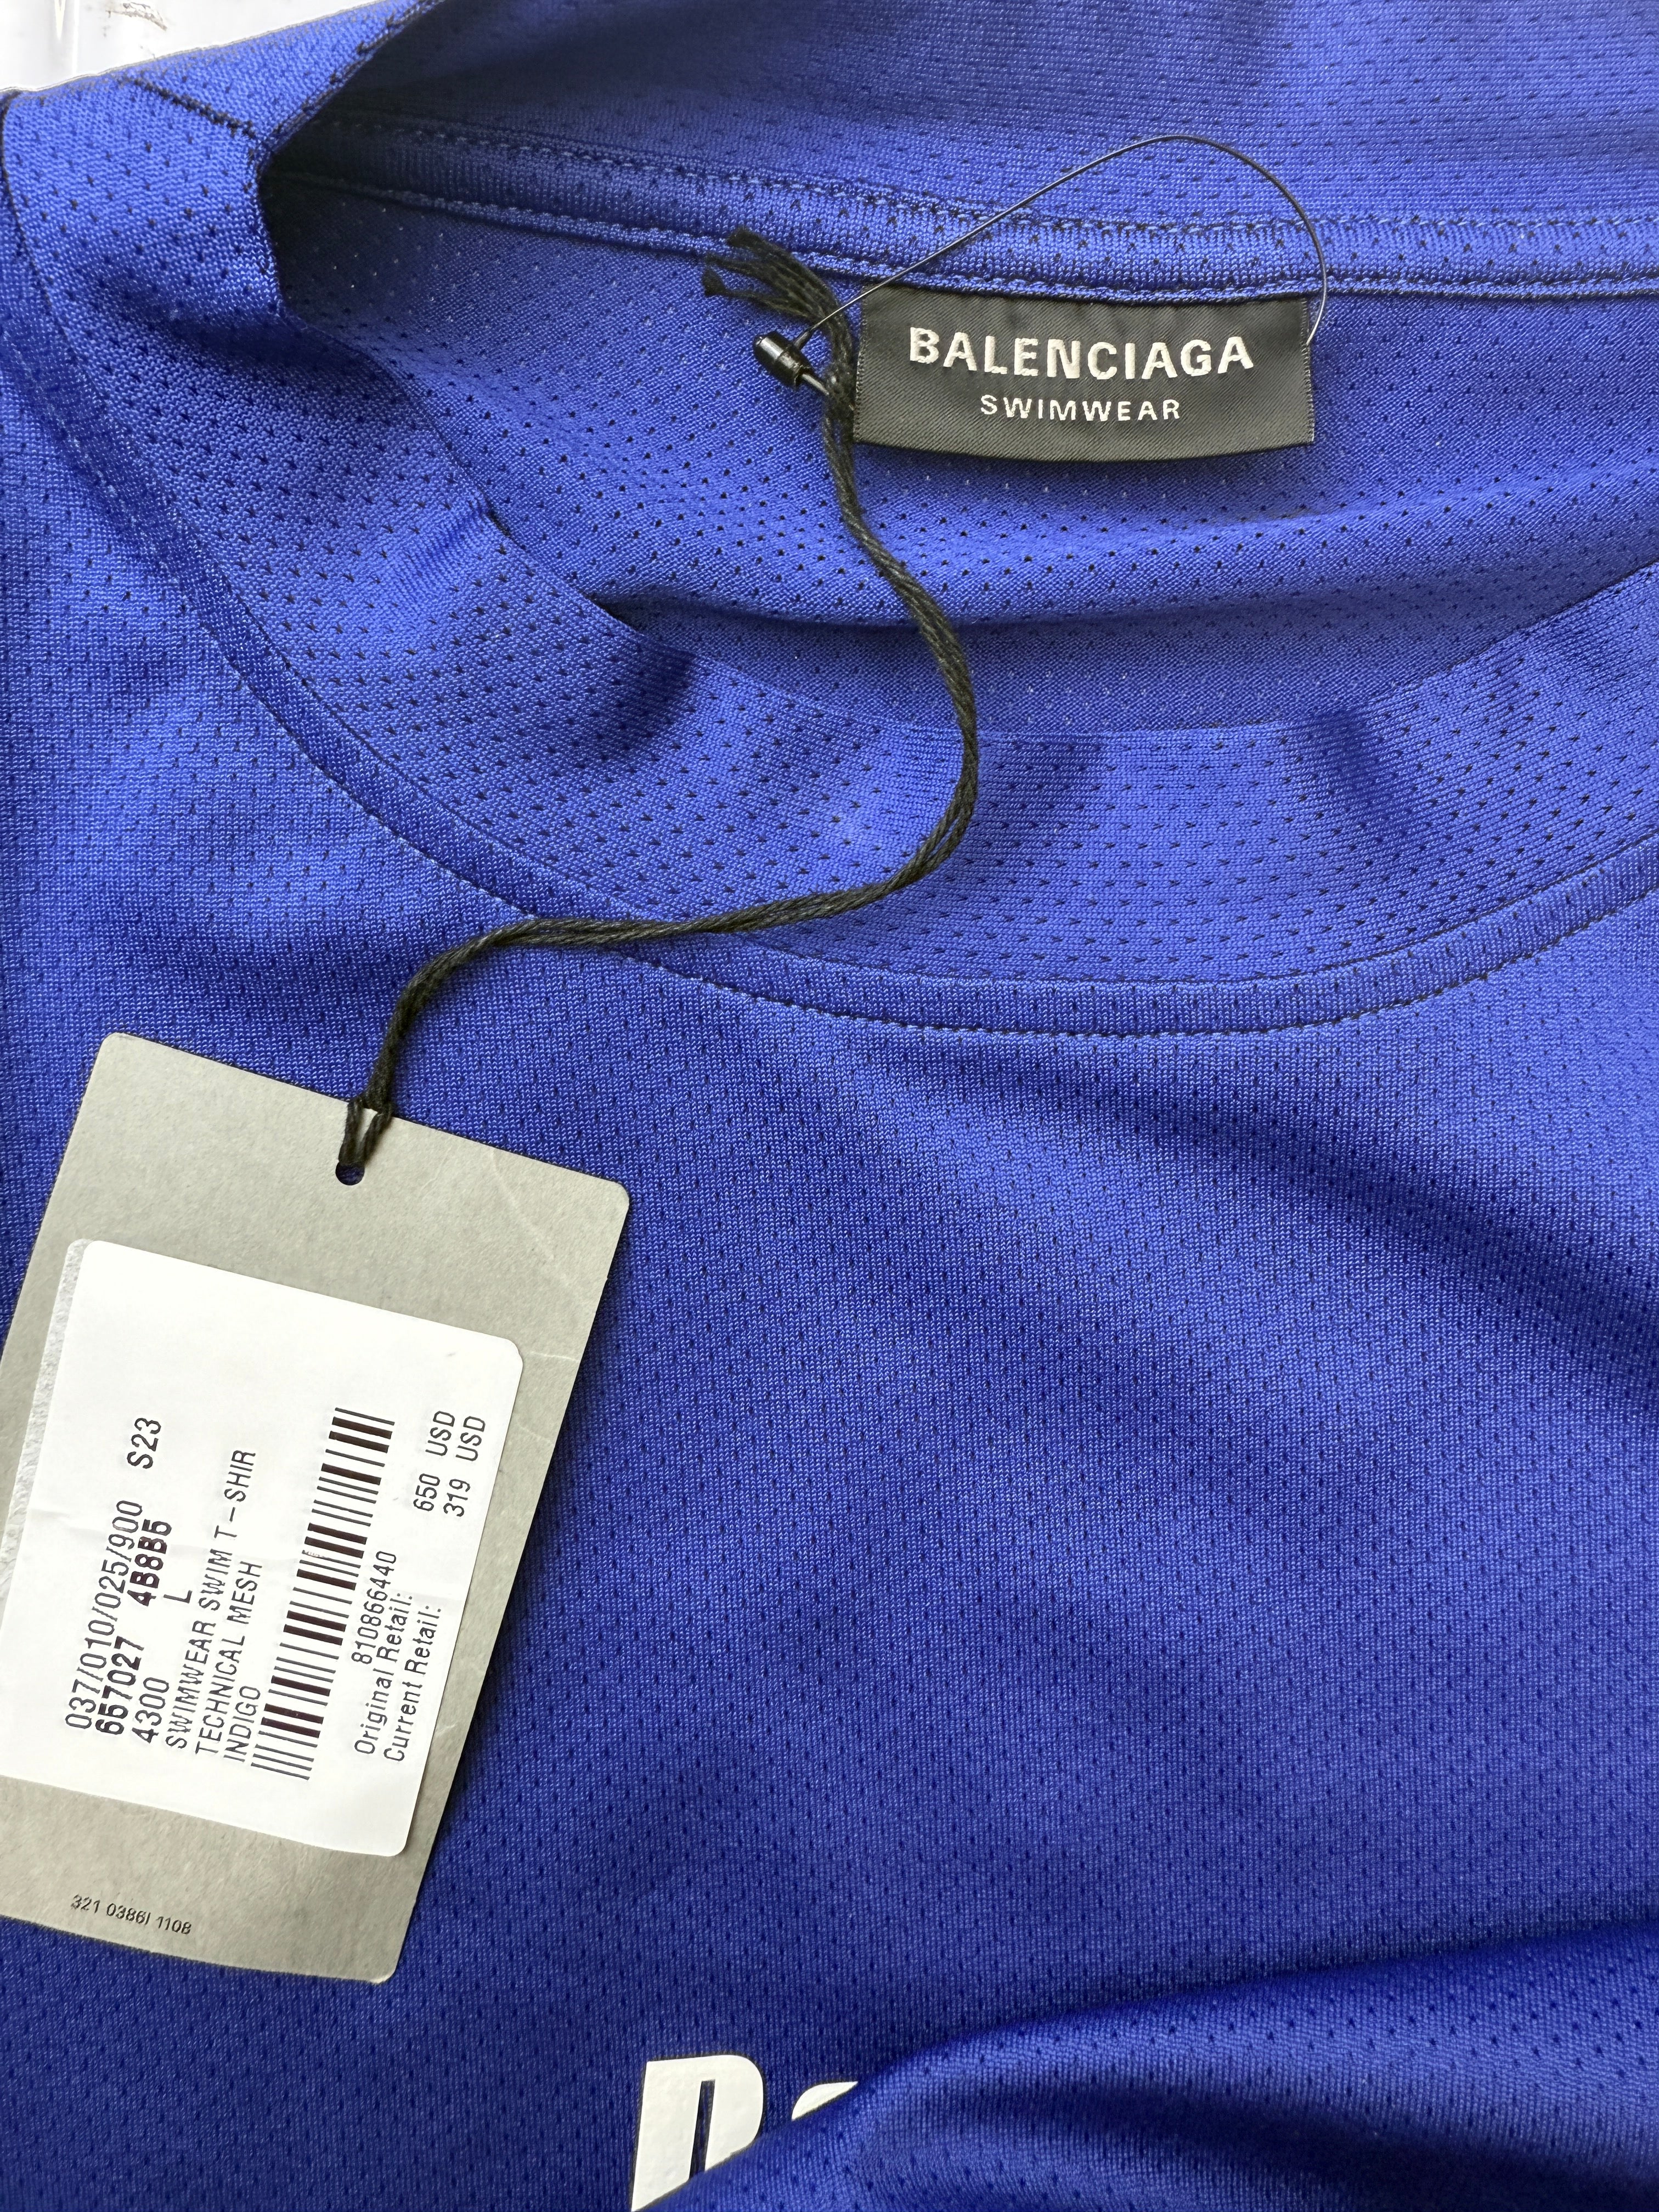 BALENCIAGA
SWIMWEAR
037/010/025/900 S23
657027 4B8B5
4300 L
SWIMWEAR SWIM T-SHIR
TECHNICAL MESH
INDIGO
810866440
Original Retail: 650 USD
Current Retail: 319 USD
321 0386I 1108